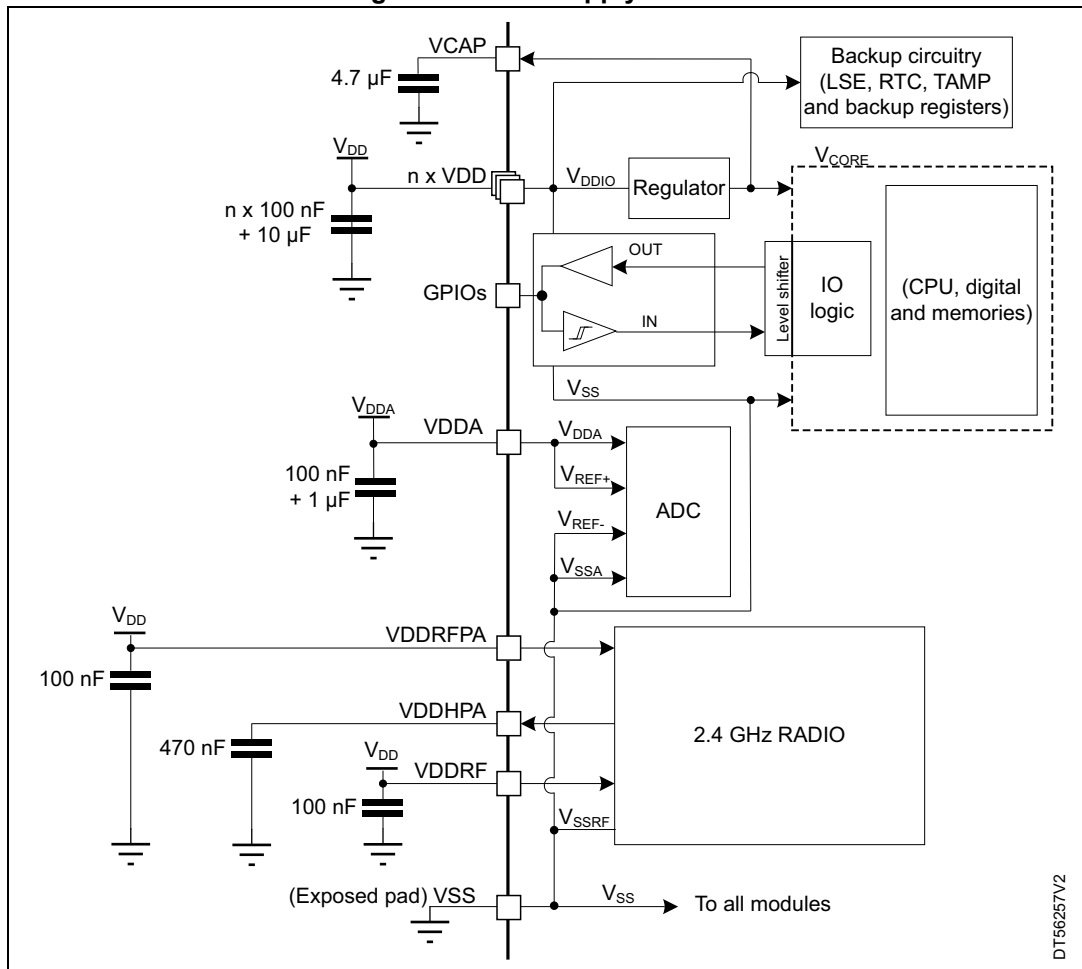 VCAP
4.7 µF
Backup circuitry
(LSE, RTC, TAMP
and backup registers)
VDD
n x VDD
VDDIO
Regulator
VCORE
n x 100 nF
+ 10 µF
OUT
IN
GPIOs
Level shifter
IO
logic
(CPU, digital
and memories)
VSS
VDDA
VDDA
VDDA
VREF+
100 nF
+ 1 µF
ADC
VREF-
VSSA
VDD
VDDRFPA
100 nF
VDDHPA
470 nF
2.4 GHz RADIO
VDD
VDDRF
100 nF
VSSRF
(Exposed pad) VSS
VSS
To all modules
DT56257V2